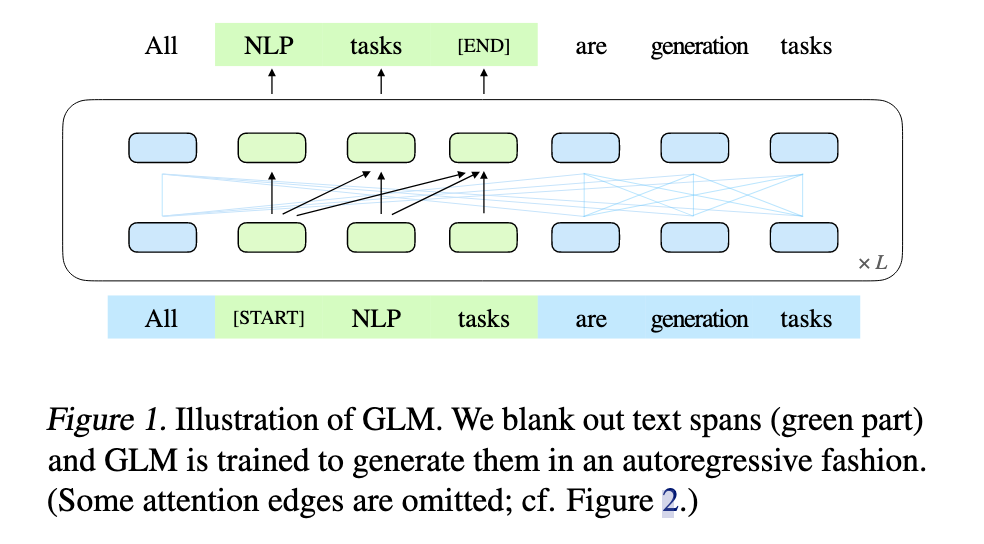 All NLP tasks [END] are generation tasks
× L
All [START] NLP tasks are generation tasks
Figure 1. Illustration of GLM. We blank out text spans (green part)
and GLM is trained to generate them in an autoregressive fashion.
(Some attention edges are omitted; cf. Figure 2.)